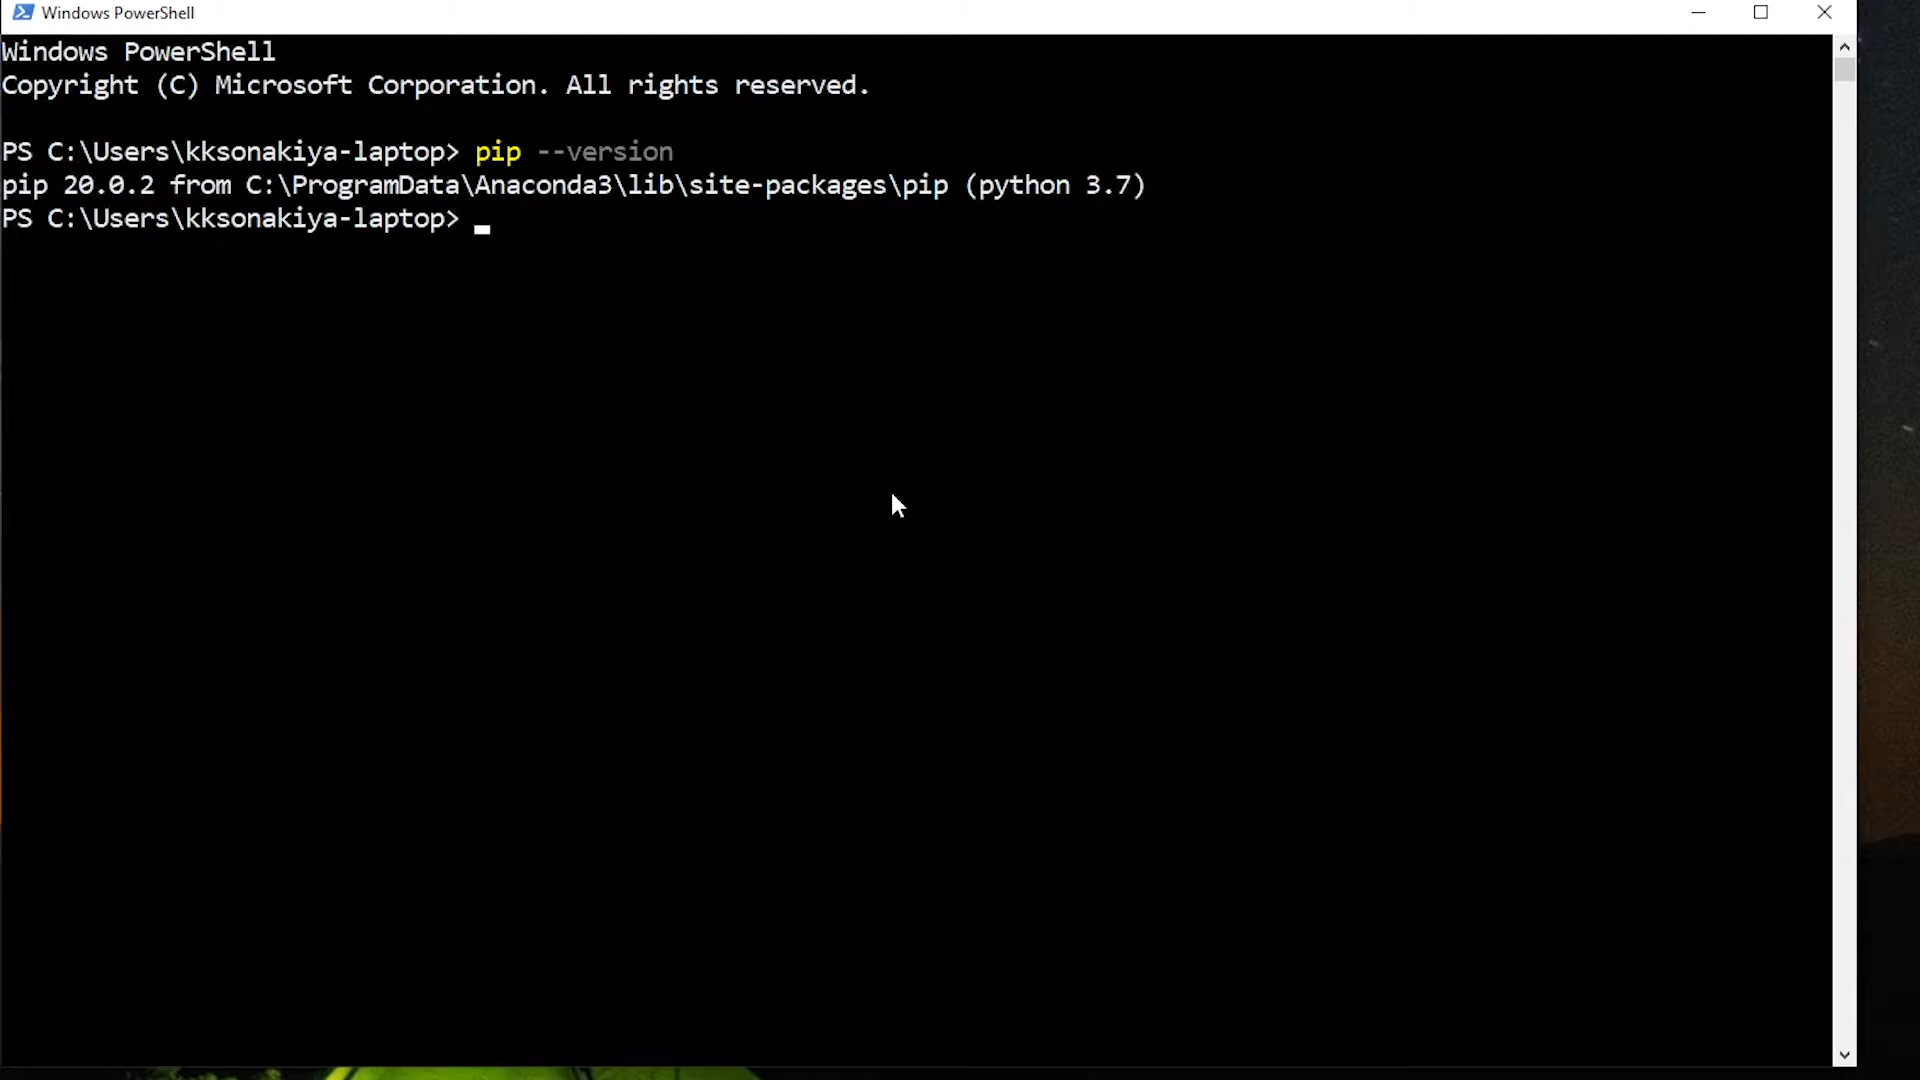 Windows PowerShell
Windows PowerShell
Copyright (C) Microsoft Corporation. All rights reserved.
PS C:\Users\kksonakiya-laptop> pip --version
pip 20.0.2 from C:\ProgramData\Anaconda3\lib\site-packages\pip (python 3.7)
PS C:\Users\kksonakiya-laptop>